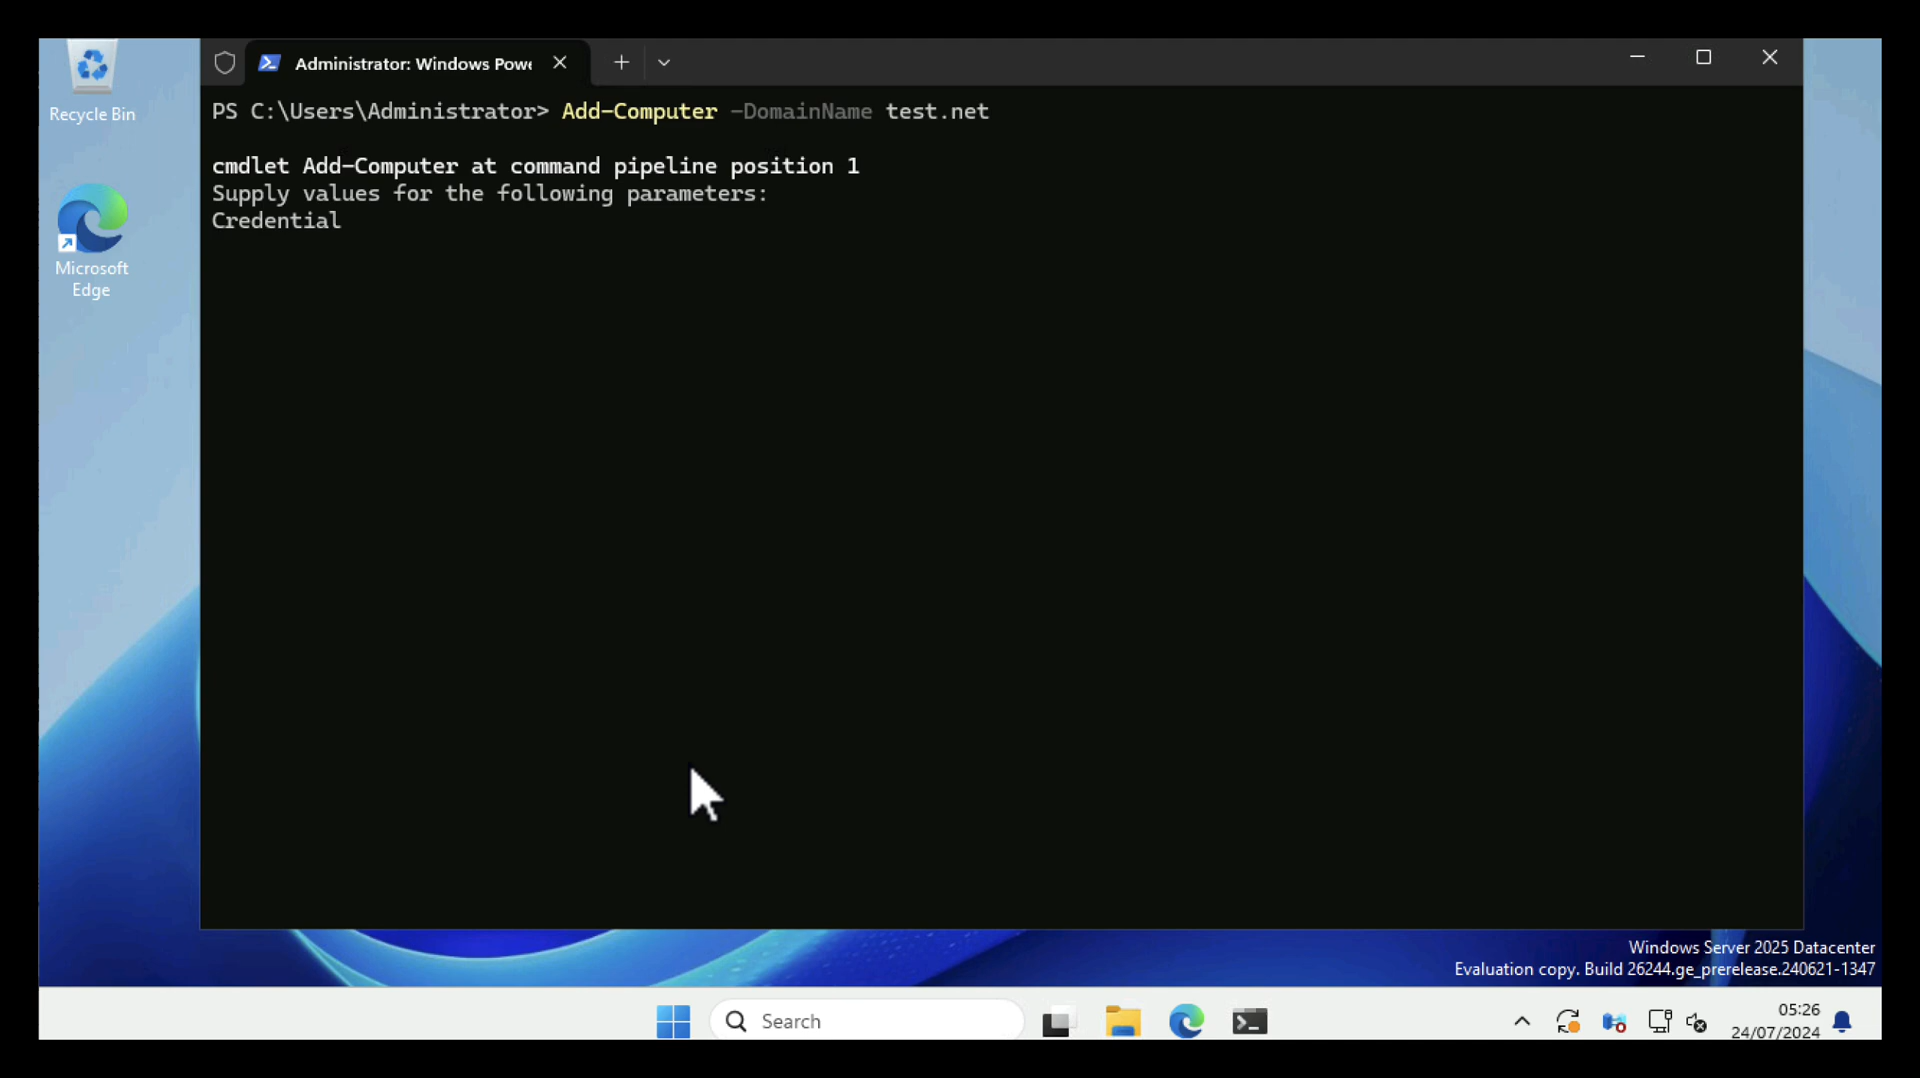 Recycle Bin
Microsoft
Edge
Administrator: Windows Powe
PS C:\Users\Administrator> Add-Computer -DomainName test.net
cmdlet Add-Computer at command pipeline position 1
Supply values for the following parameters:
Credential
Windows Server 2025 Datacenter
Evaluation copy. Build 26244.ge_prerelease.240621-1347
Search
05:26
24/07/2024